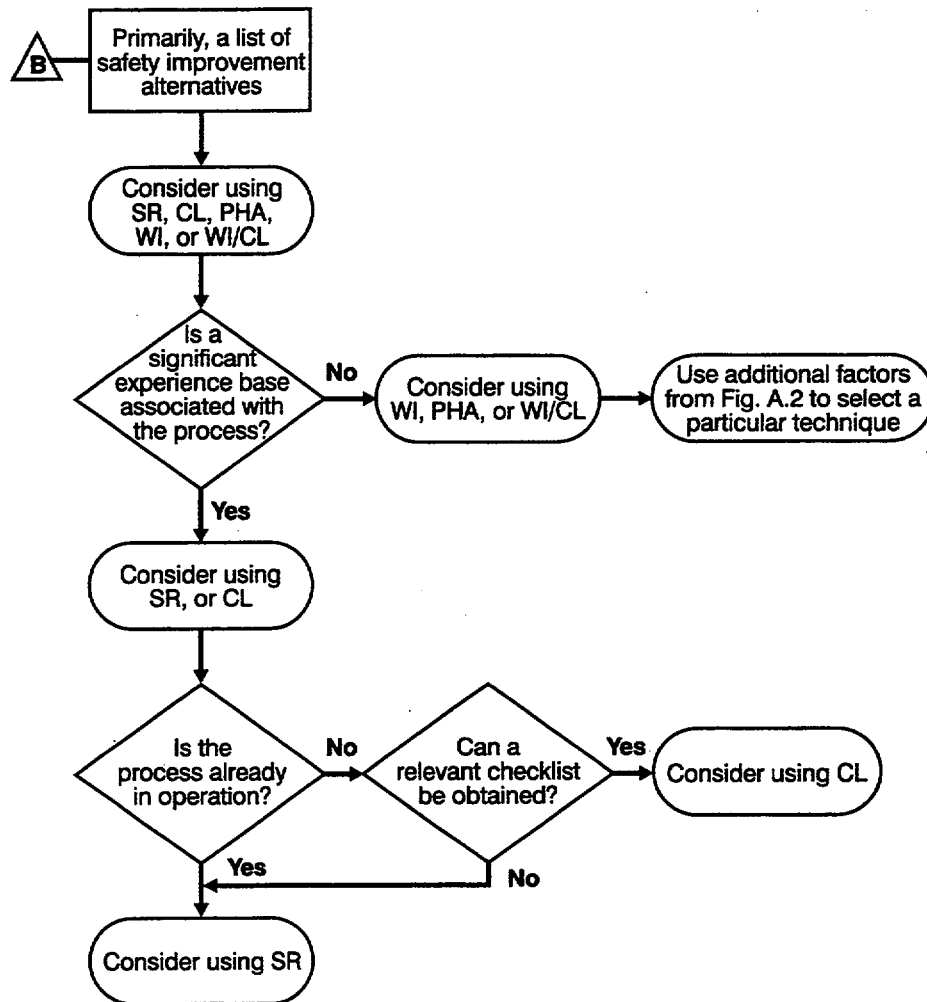 B
Primarily, a list of
safety improvement
alternatives
Consider using
SR, CL, PHA,
WI, or WI/CL
Is a
significant
experience base
associated with
the process?
No
Consider using
WI, PHA, or WI/CL
Use additional factors
from Fig. A.2 to select a
particular technique
Yes
Consider using
SR, or CL
Is the
process already
in operation?
No
Can a
relevant checklist
be obtained?
Yes
Consider using CL
Yes
No
Consider using SR